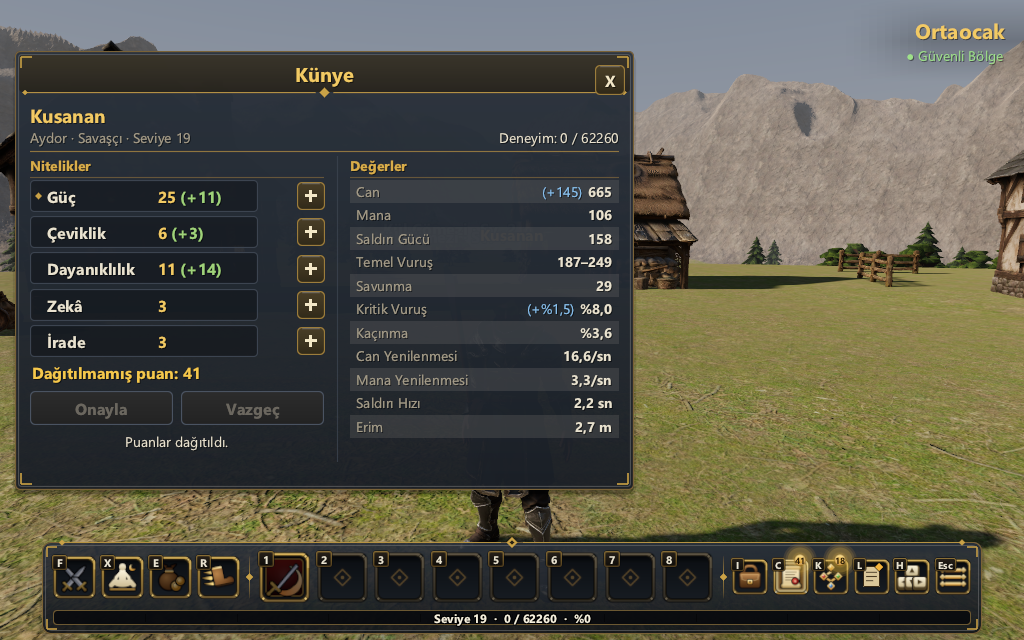 Ortaocak
Güvenli Bölge
Künye
X
Kusanan
Aydor · Savaşçı · Seviye 19
Deneyim: 0 / 62260
Nitelikler
Güç 25 (+11) +
Çeviklik 6 (+3) +
Dayanıklılık 11 (+14) +
Zekâ 3 +
İrade 3 +
Dağıtılmamış puan: 41
Onayla Vazgeç
Puanlar dağıtıldı.
Değerler
Can (+145) 665
Mana 106
Saldırı Gücü 158
Temel Vuruş 187–249
Savunma 29
Kritik Vuruş (+%1,5) %8,0
Kaçınma %3,6
Can Yenilenmesi 16,6/sn
Mana Yenilenmesi 3,3/sn
Saldırı Hızı 2,2 sn
Erim 2,7 m
F X E R 1 2 3 4 5 6 7 8 I C 41 K 18 L H Esc
Seviye 19 · 0 / 62260 · %0